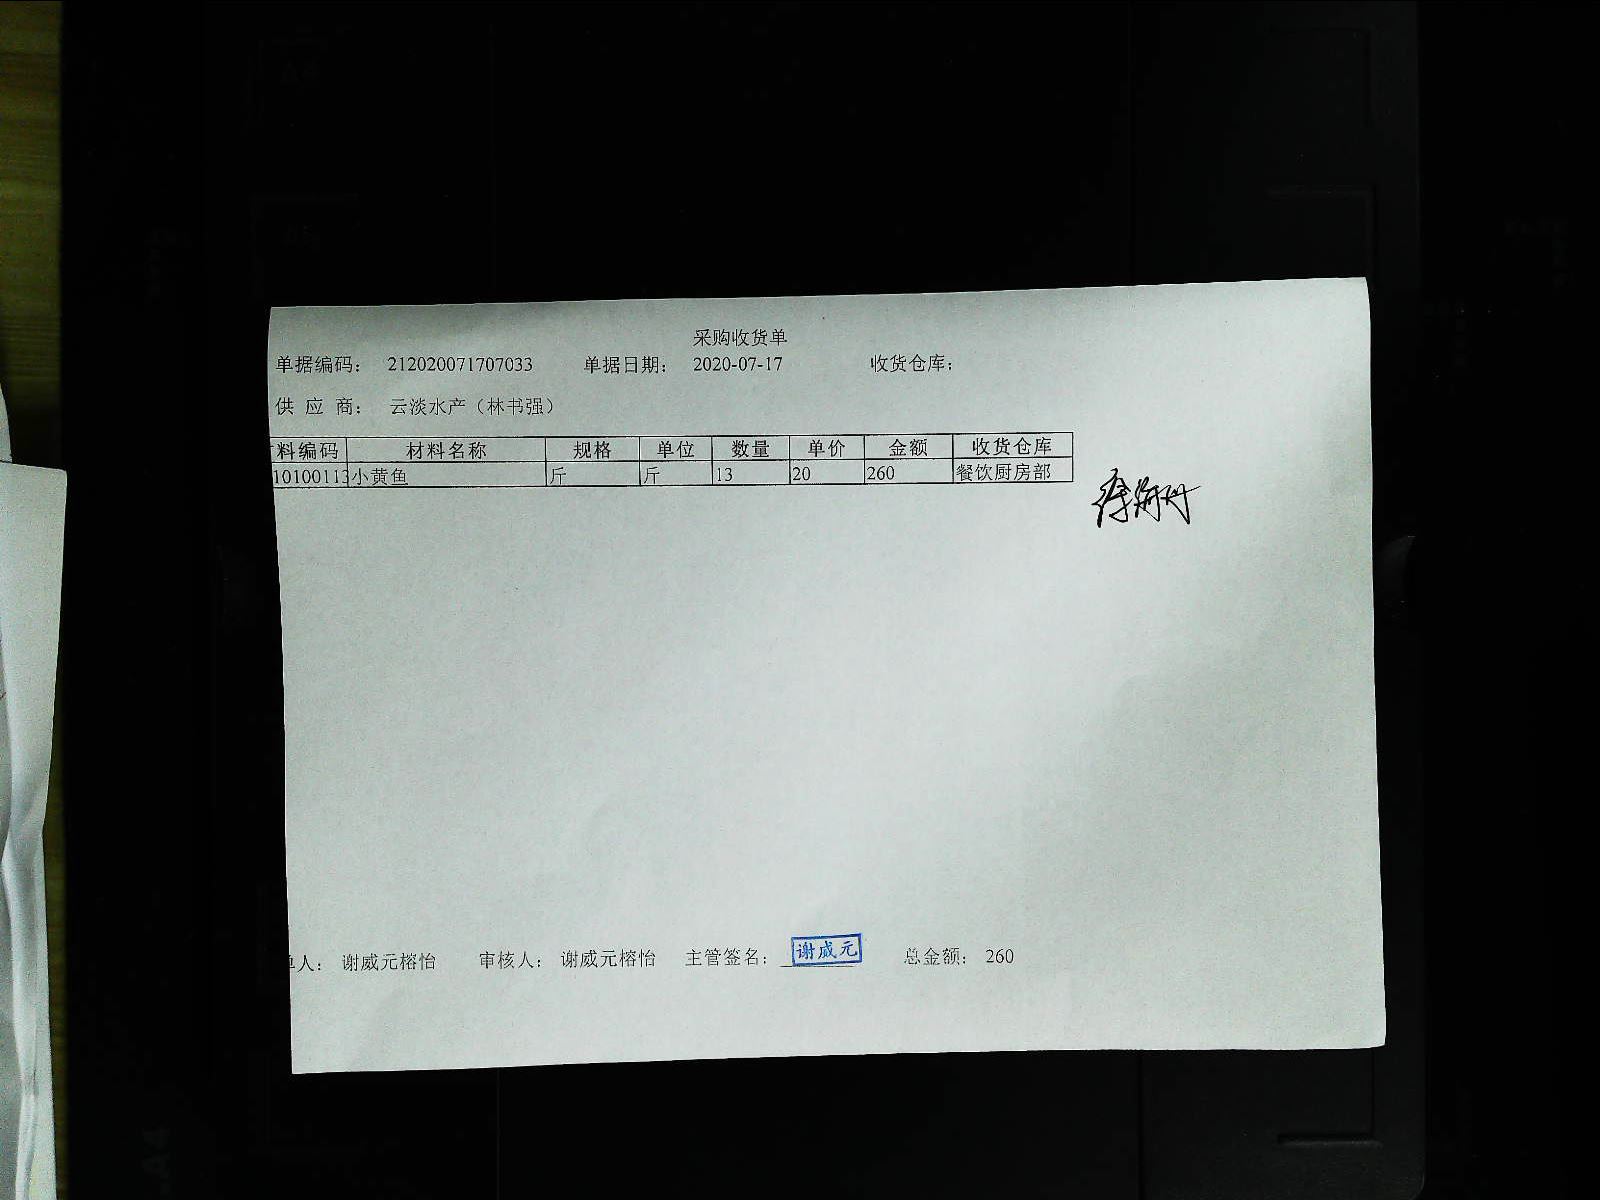 采购收货单
单据编码： 212020071707033 单据日期： 2020-07-17 收货仓库：
供 应 商： 云淡水产（林书强）
料编码 材料名称 规格 单位 数量 单价 金额 收货仓库
10100113 小黄鱼 斤 斤 13 20 260 餐饮厨房部
人： 谢威元榕怡 审核人： 谢威元榕怡 主管签名： 谢威元 总金额： 260